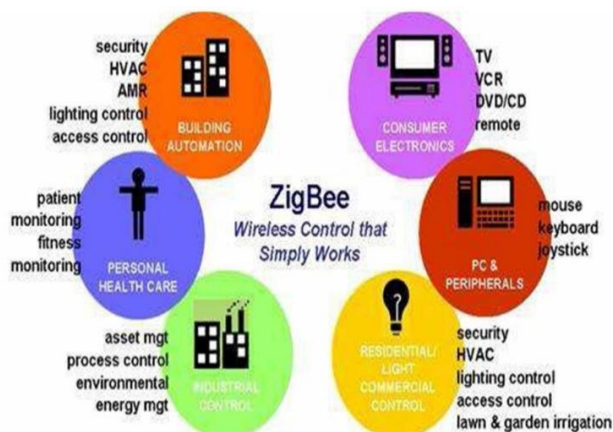 security
HVAC
AMR
lighting control
access control
BUILDING
AUTOMATION
TV
VCR
DVD/CD
remote
CONSUMER
ELECTRONICS
patient
monitoring
fitness
monitoring
PERSONAL
HEALTH CARE
ZigBee
Wireless Control that
Simply Works
mouse
keyboard
joystick
PC &
PERIPHERALS
asset mgt
process control
environmental
energy mgt
INDUSTRIAL
CONTROL
RESIDENTIAL/
LIGHT
COMMERCIAL
CONTROL
security
HVAC
lighting control
access control
lawn & garden irrigation